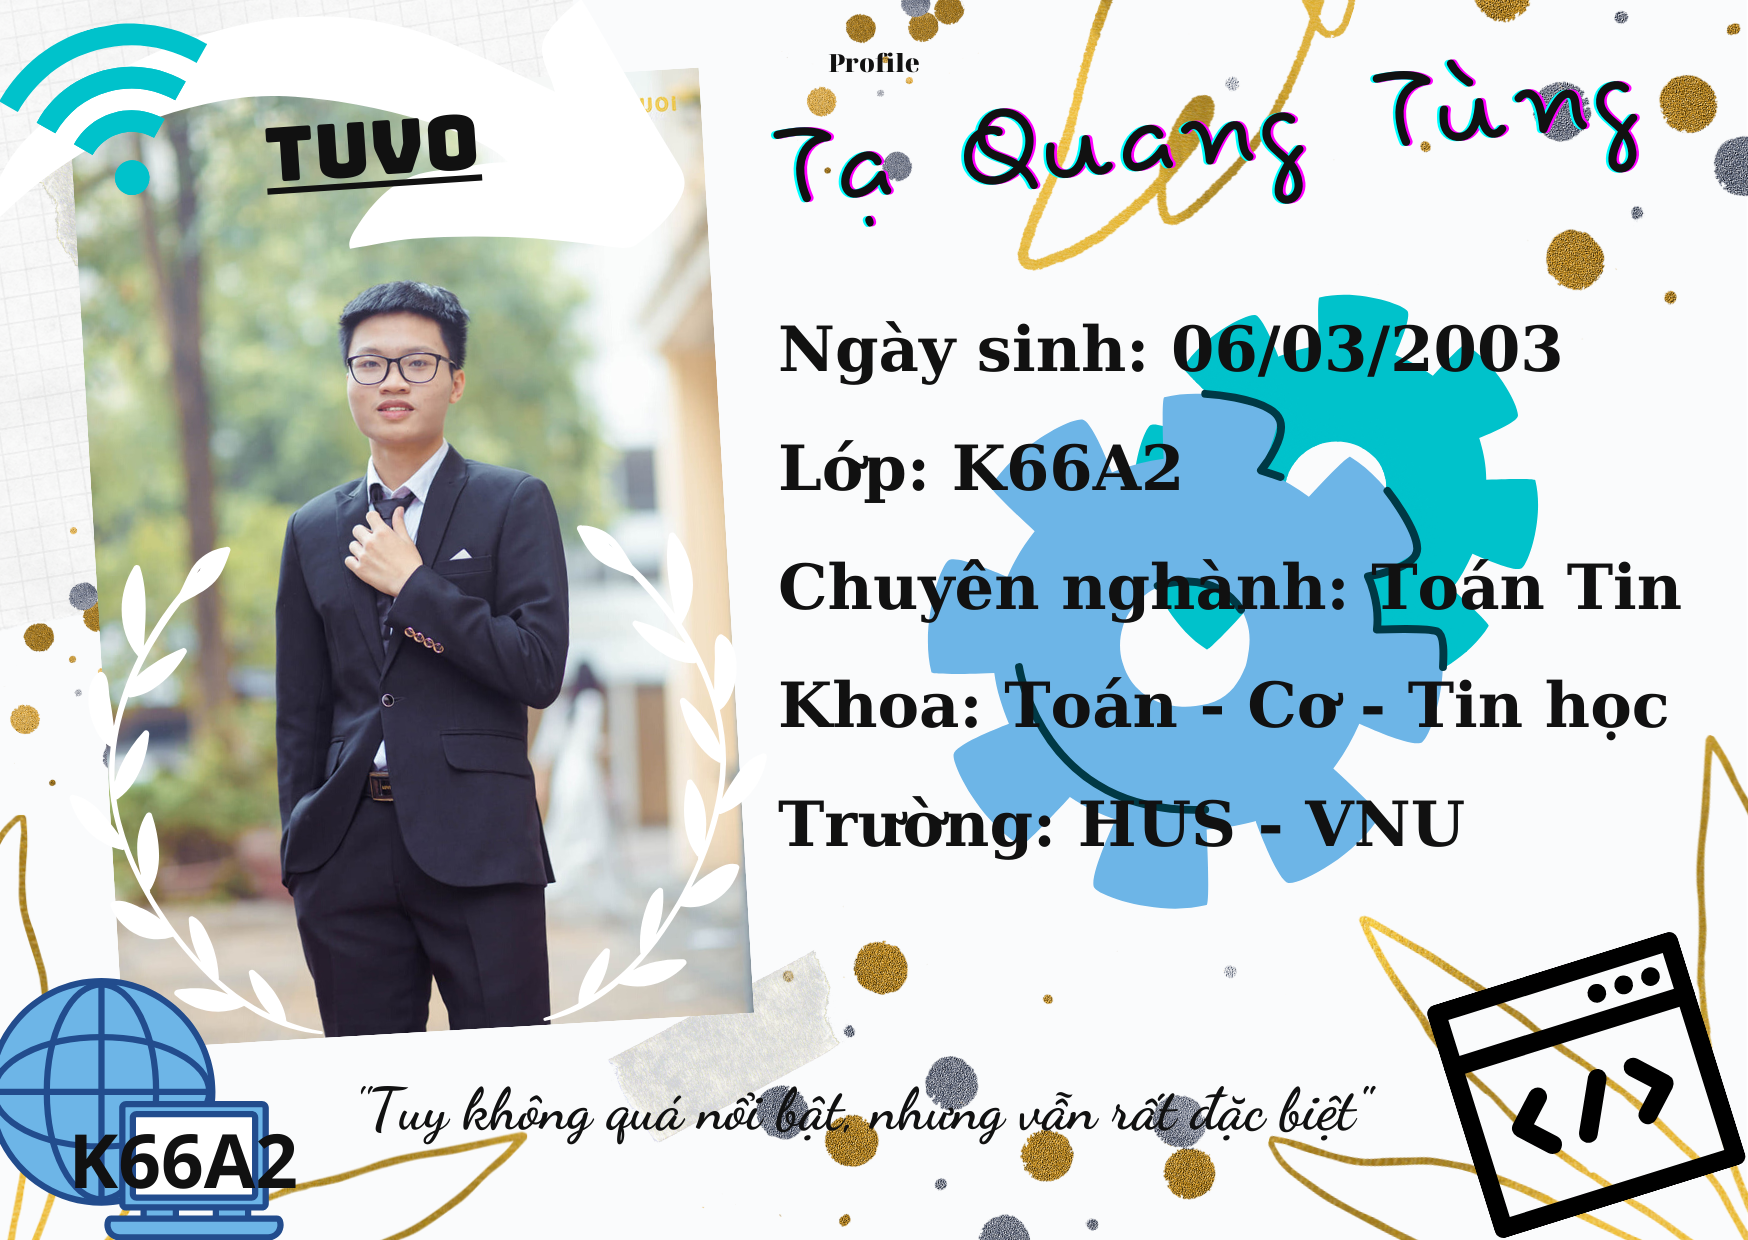 Profile
TUVO
Tạ Quang Tùng
Ngày sinh: 06/03/2003
Lớp: K66A2
Chuyên nghành: Toán Tin
Khoa: Toán - Cơ - Tin học
Trường: HUS - VNU
"Tuy không quá nổi bật, nhưng vẫn rất đặc biệt"
K66A2